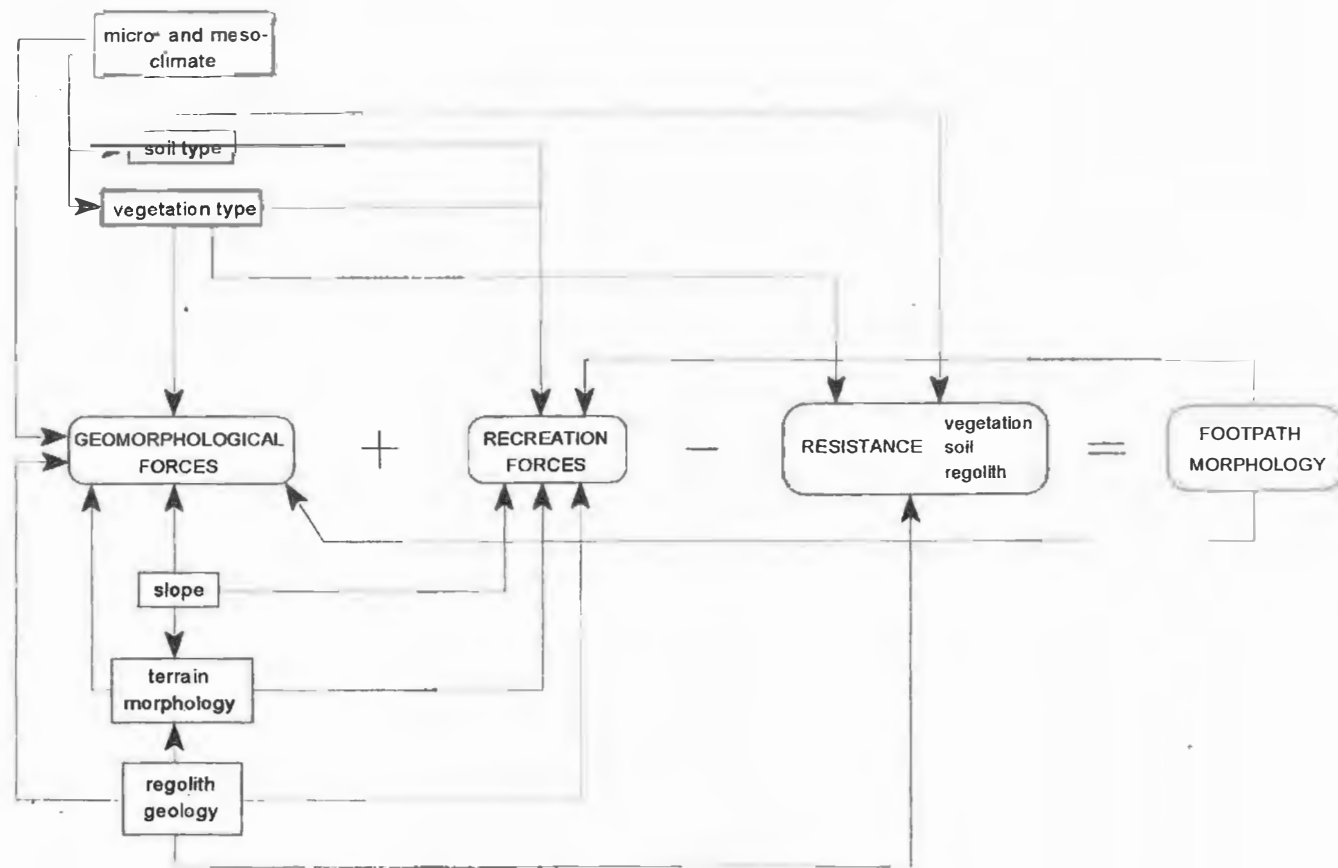 micro- and meso-
climate
soil type
vegetation type
GEOMORPHOLOGICAL
FORCES
+
RECREATION
FORCES
-
RESISTANCE
vegetation
soil
regolith
=
FOOTPATH
MORPHOLOGY
slope
terrain
morphology
regolith
geology